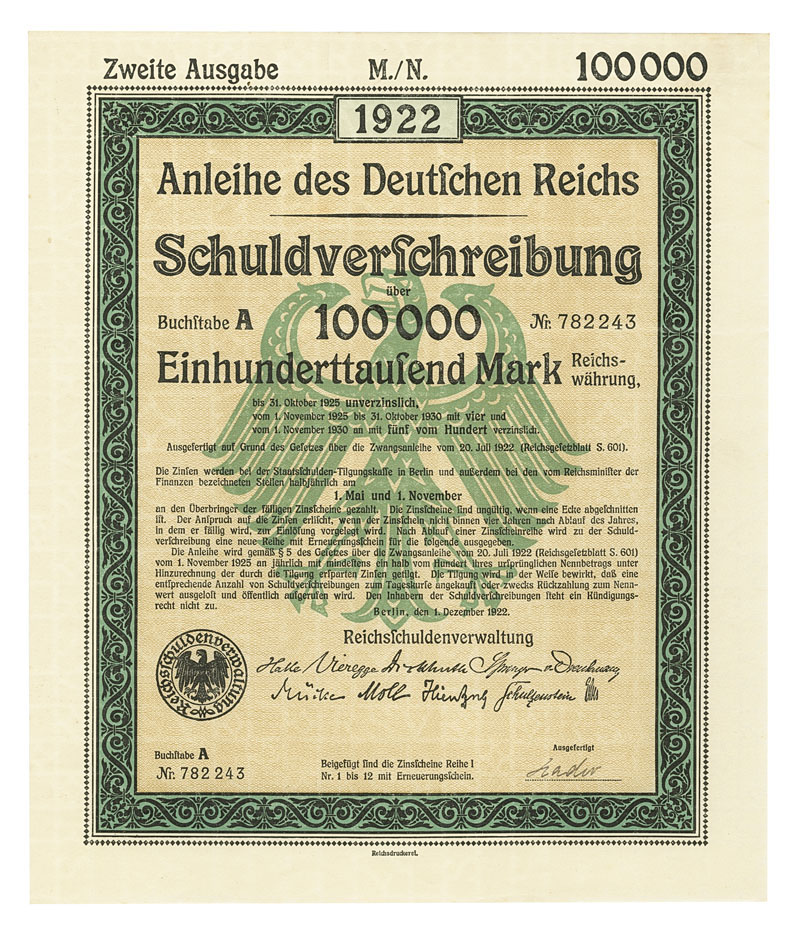 Zweite Ausgabe M./N. 100000
1922
Anleihe des Deutſchen Reichs
Schuldverſchreibung
über
Buchſtabe A 100000 Nr. 782243
Einhunderttauſend Mark Reichs-
währung,
bis 31. Oktober 1925 unverzinslich,
vom 1. November 1925 bis 31. Oktober 1930 mit vier und
vom 1. November 1930 an mit fünf vom Hundert verzinslich.
Ausgefertigt auf Grund des Geſetzes über die Zwangsanleihe vom 20. Juli 1922 (Reichsgeſetzblatt S. 601).
Die Zinſen werden bei der Staatsſchulden-Tilgungskaſſe in Berlin und außerdem bei den vom Reichsminiſter der
Finanzen bezeichneten Stellen halbjährlich am
1. Mai und 1. November
an den Überbringer der fälligen Zinsſcheine gezahlt. Die Zinsſcheine ſind ungültig, wenn eine Ecke abgeſchnitten
iſt. Der Anſpruch auf die Zinſen erliſcht, wenn der Zinsſchein nicht binnen vier Jahren nach Ablauf des Jahres,
in dem er fällig wird, zur Einlöſung vorgelegt wird. Nach Ablauf einer Zinsſcheinreihe wird zu der Schuld-
verſchreibung eine neue Reihe mit Erneuerungsſchein für die folgende ausgegeben.
Die Anleihe wird gemäß § 5 des Geſetzes über die Zwangsanleihe vom 20. Juli 1922 (Reichsgeſetzblatt S. 601)
vom 1. November 1925 an jährlich mit mindeſtens ein halb vom Hundert ihres urſprünglichen Nennbetrags unter
Hinzurechnung der durch die Tilgung erſparten Zinſen getilgt. Die Tilgung wird in der Weiſe bewirkt, daß eine
entſprechende Anzahl von Schuldverſchreibungen zum Tageskurſe angekauft oder zwecks Rückzahlung zum Nenn-
wert ausgeloſt und öffentlich aufgerufen wird. Den Inhabern der Schuldverſchreibungen ſteht ein Kündigungs-
recht nicht zu.
Berlin, den 1. Dezember 1922.
Reichsſchuldenverwaltung
Reichsſchuldenverwaltung
Halle Vieregge Springer
Mücke Moll Schultzenstein
Buchſtabe A
Nr. 782243
Beigefügt ſind die Zinsſcheine Reihe I
Nr. 1 bis 12 mit Erneuerungsſchein.
Ausgefertigt
Reichsdruckerei.